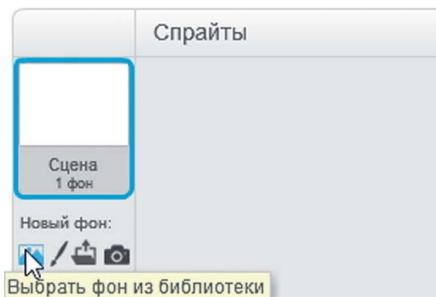 Спрайты
Сцена
1 фон
Новый фон:
Выбрать фон из библиотеки